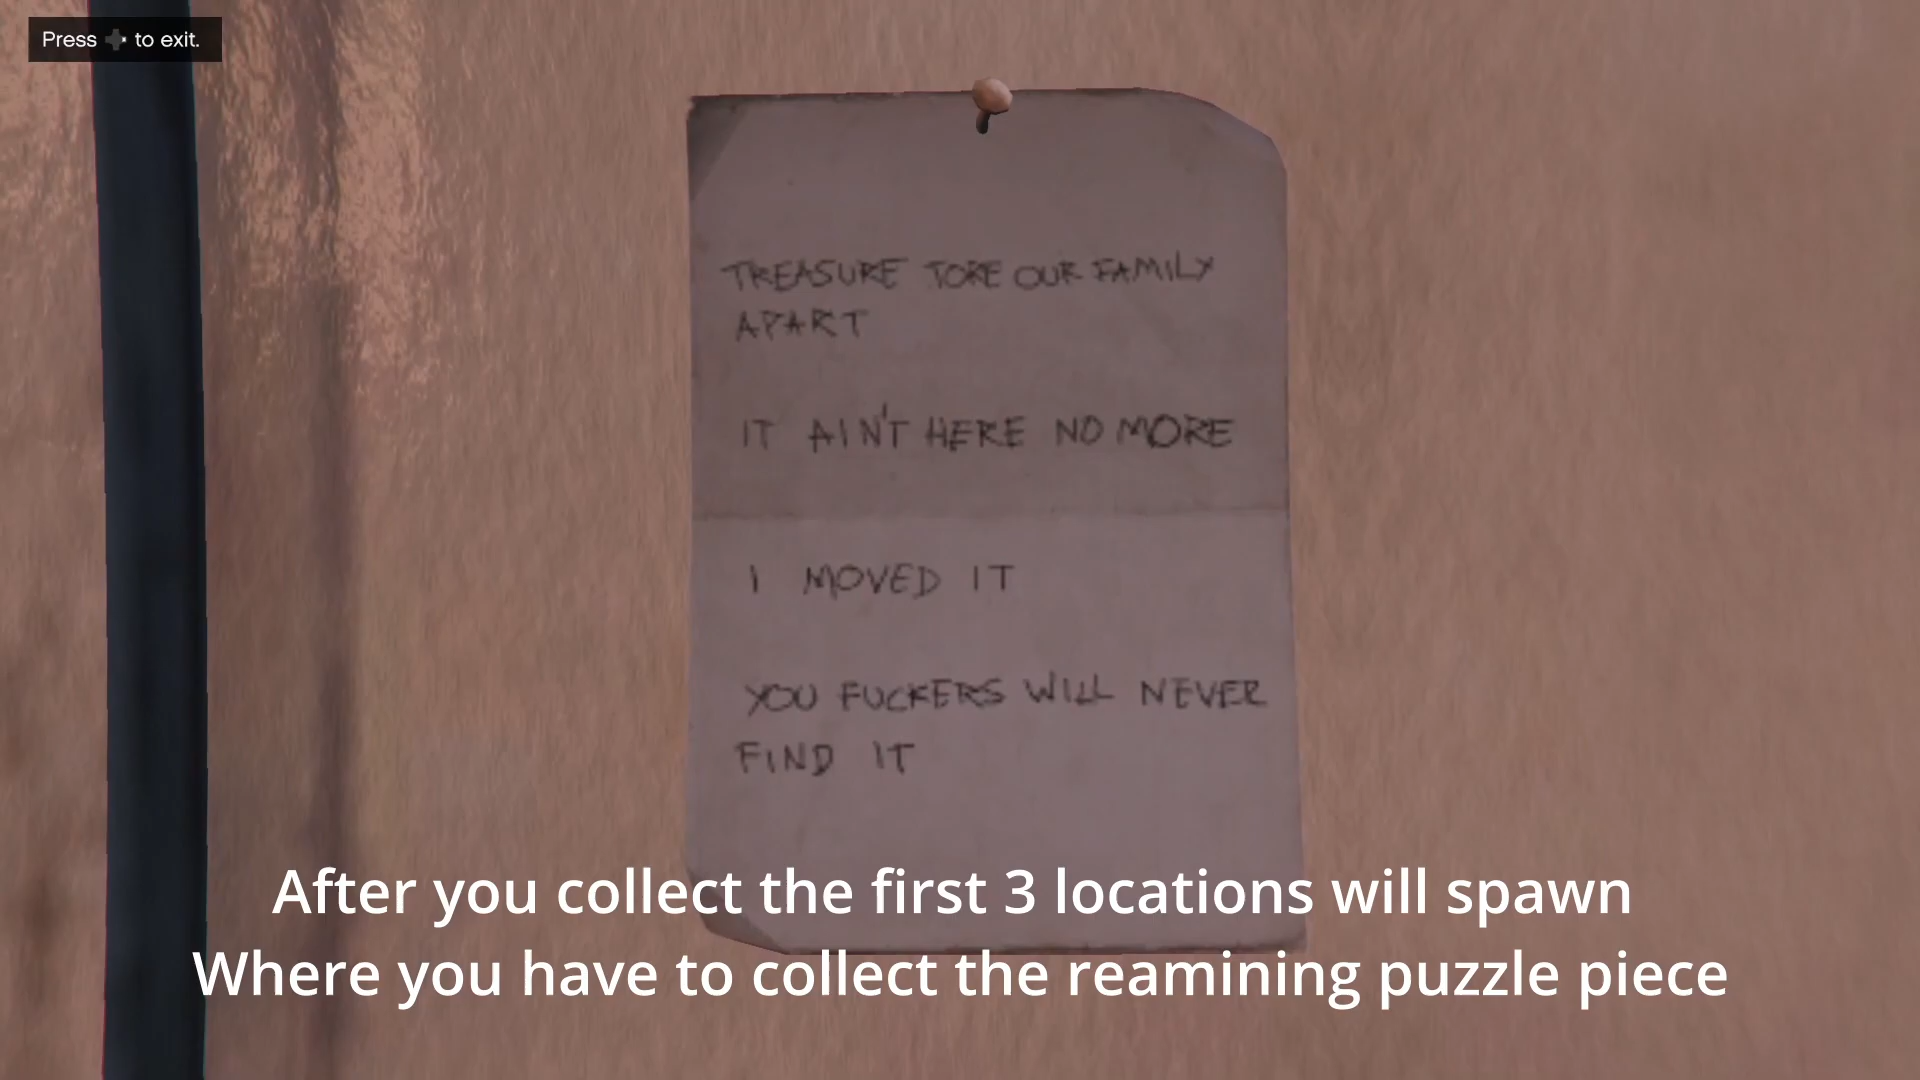 Press to exit.
TREASURE TORE OUR FAMILY
APART
IT AIN'T HERE NO MORE
I MOVED IT
YOU FUCKERS WILL NEVER
FIND IT
After you collect the first 3 locations will spawn
Where you have to collect the reamining puzzle piece